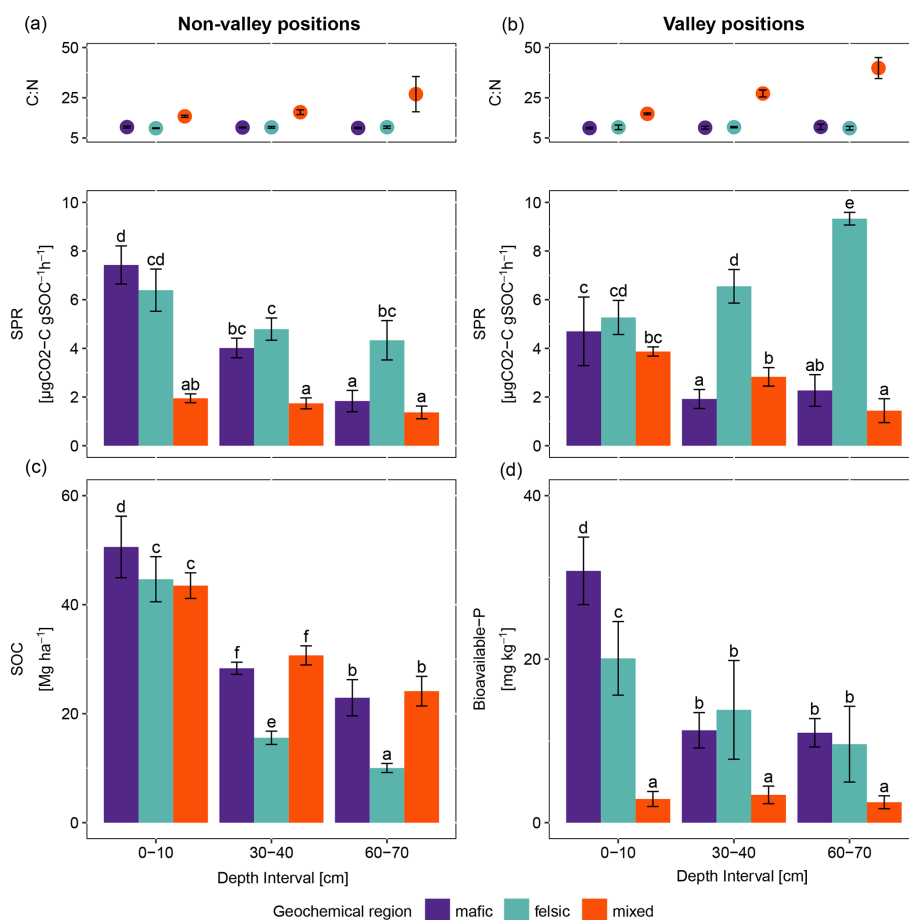 (a) Non−valley positions
(b) Valley positions
50
25
5
C:N
50
25
5
C:N
10
8
6
4
2
0
SPR
[µgCO2−C gSOC⁻¹h⁻¹]
d cd ab bc c a a bc a
10
8
6
4
2
0
SPR
[µgCO2−C gSOC⁻¹h⁻¹]
c cd bc a d b ab e a
(c)
60
40
20
0
SOC
[Mg ha⁻¹]
d c c f e f b a b
0−10 30−40 60−70
Depth Interval [cm]
(d)
40
20
0
Bioavailable−P
[mg kg⁻¹]
d c a b b a b b a
0−10 30−40 60−70
Depth Interval [cm]
Geochemical region mafic felsic mixed